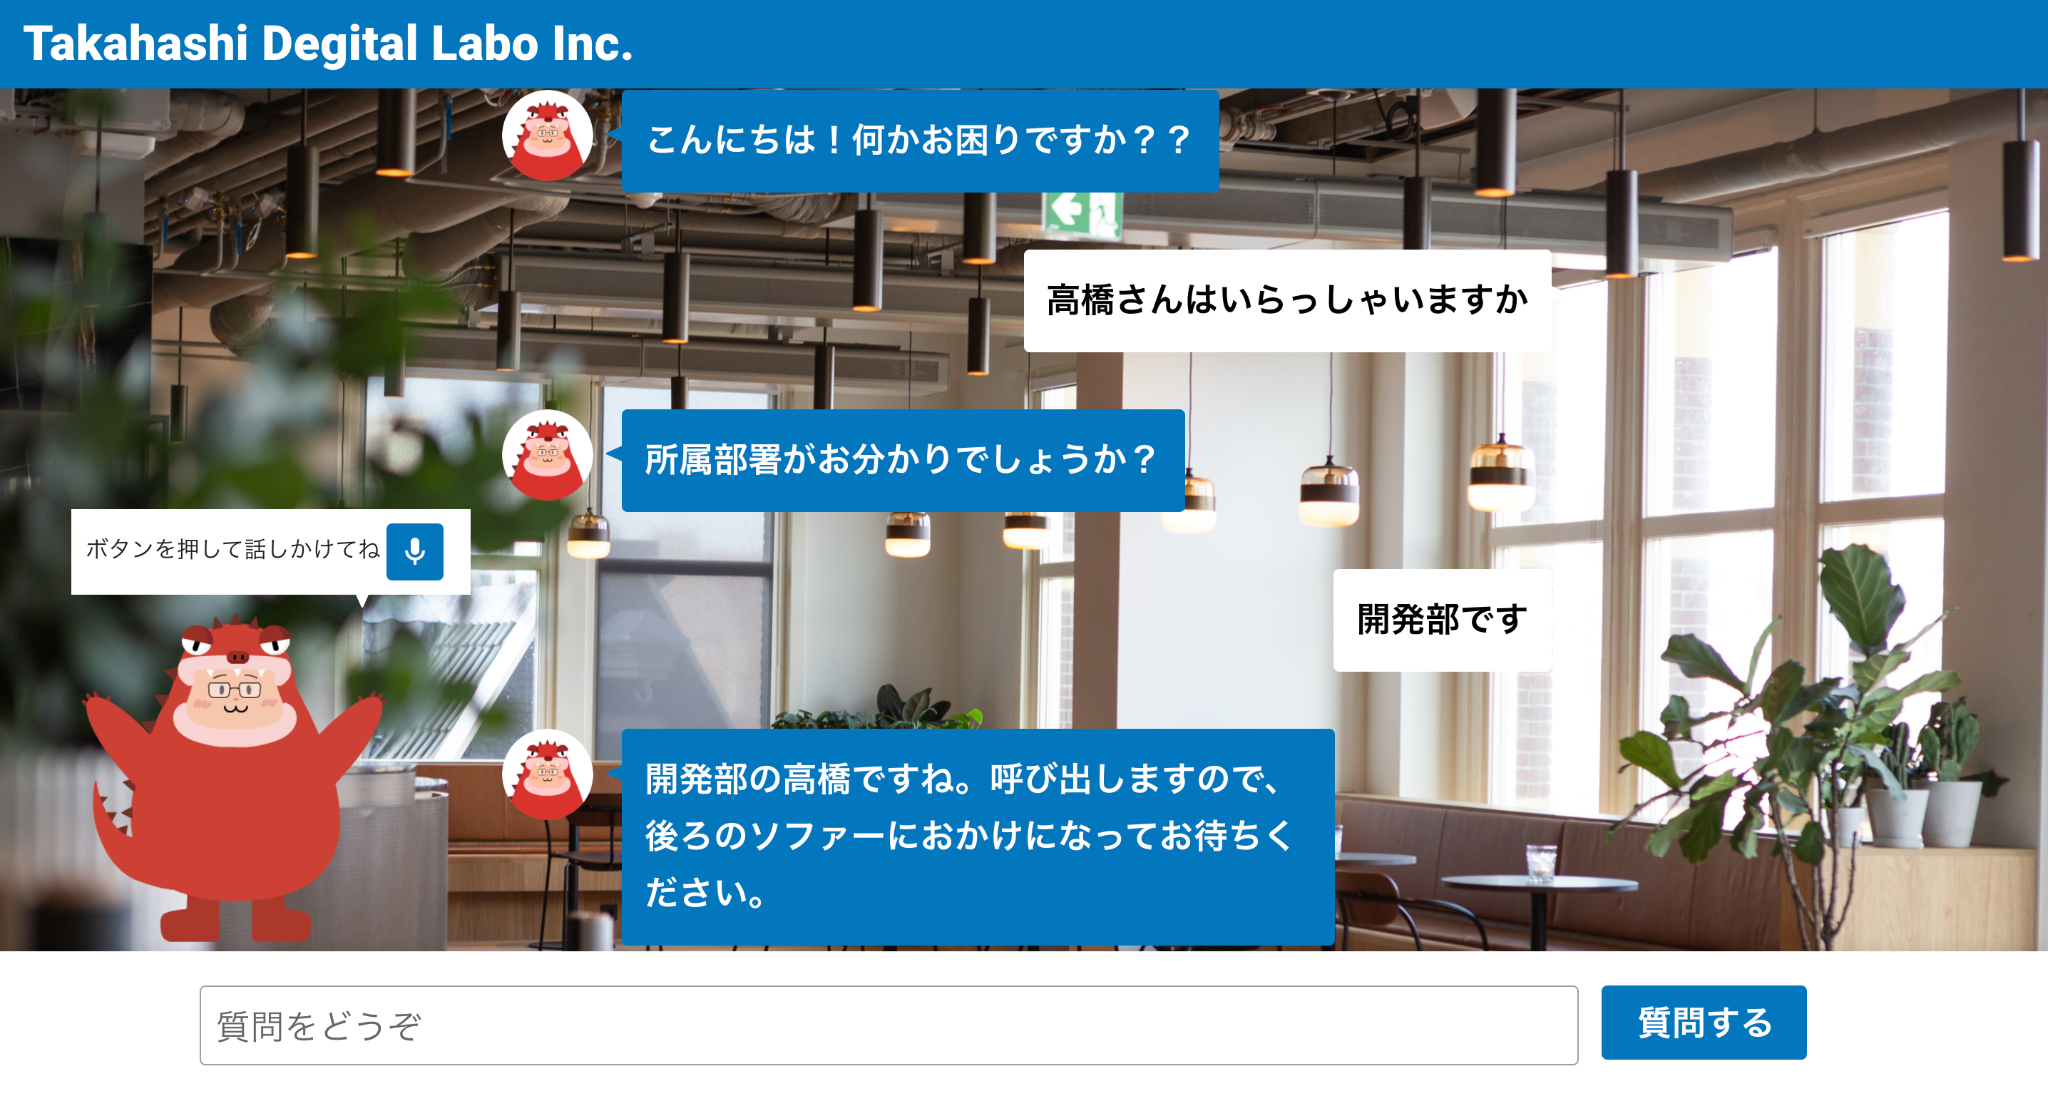 Takahashi Degital Labo Inc.
こんにちは！何かお困りですか？？
高橋さんはいらっしゃいますか
所属部署がお分かりでしょうか？
ボタンを押して話しかけてね
開発部です
開発部の高橋ですね。呼び出しますので、
後ろのソファーにおかけになってお待ちく
ださい。
質問をどうぞ
質問する